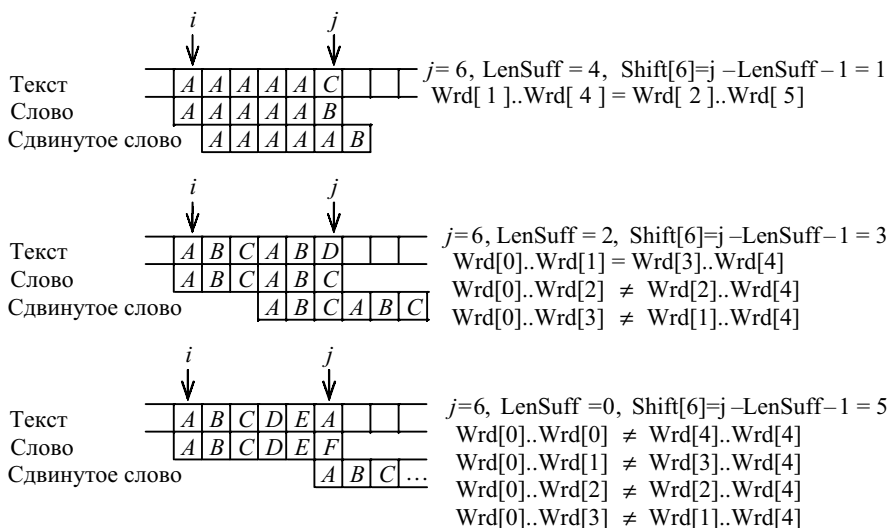 i j
j= 6, LenSuff = 4, Shift[6]=j –LenSuff – 1 = 1
Текст A A A A A C
Wrd[ 1 ]..Wrd[ 4 ] = Wrd[ 2 ]..Wrd[ 5 ]
Слово A A A A A B
Сдвинутое слово A A A A A B
i j
j=6, LenSuff = 2, Shift[6]=j –LenSuff – 1 = 3
Текст A B C A B D
Wrd[0]..Wrd[1] = Wrd[3]..Wrd[4]
Слово A B C A B C
Wrd[0]..Wrd[2] ≠ Wrd[2]..Wrd[4]
Сдвинутое слово A B C A B C
Wrd[0]..Wrd[3] ≠ Wrd[1]..Wrd[4]
i j
Текст A B C D E A
j=6, LenSuff =0, Shift[6]=j –LenSuff – 1 = 5
Слово A B C D E F
Wrd[0]..Wrd[0] ≠ Wrd[4]..Wrd[4]
Wrd[0]..Wrd[1] ≠ Wrd[3]..Wrd[4]
Сдвинутое слово A B C …
Wrd[0]..Wrd[2] ≠ Wrd[2]..Wrd[4]
Wrd[0]..Wrd[3] ≠ Wrd[1]..Wrd[4]